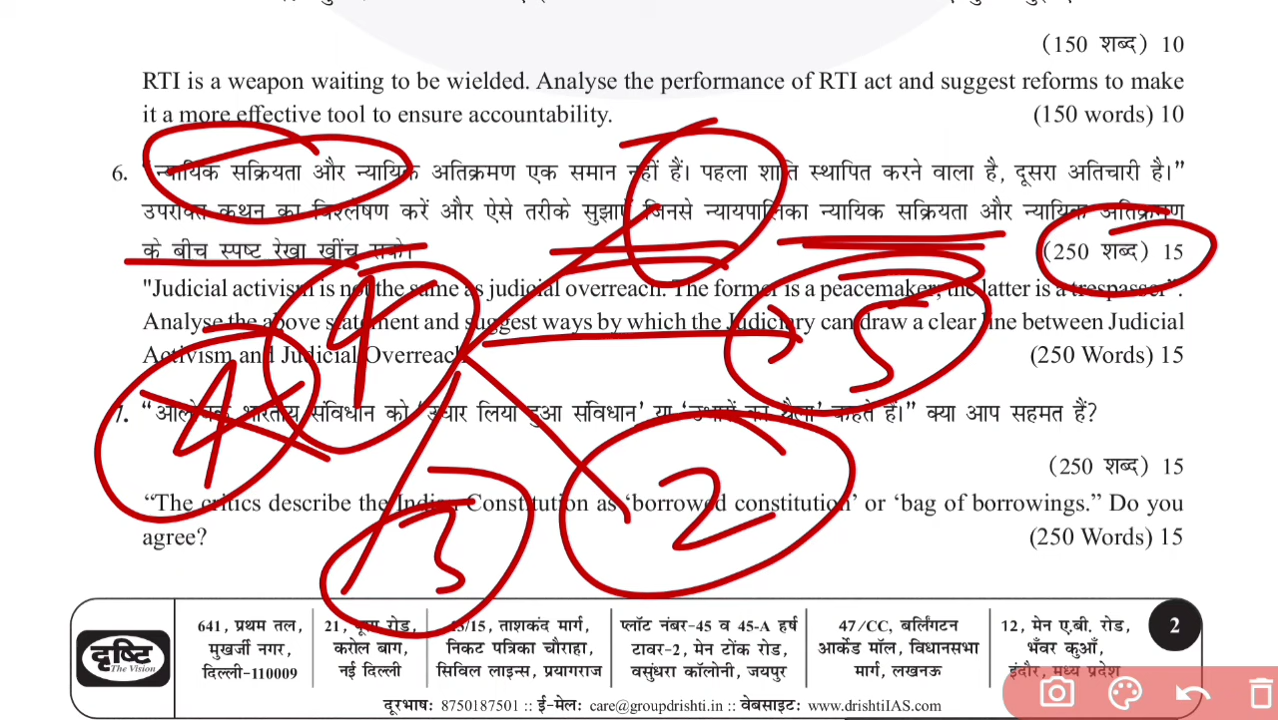 (150 शब्द) 10
RTI is a weapon waiting to be wielded. Analyse the performance of RTI act and suggest reforms to make
it a more effective tool to ensure accountability. (150 words) 10
6. "न्यायिक सक्रियता और न्यायिक अतिक्रमण एक समान नहीं हैं। पहला शांति स्थापित करने वाला है, दूसरा अतिचारी है।"
उपरोक्त कथन का विश्लेषण करें और ऐसे तरीके सुझाएँ जिनसे न्यायपालिका न्यायिक सक्रियता और न्यायिक अतिक्रमण
के बीच स्पष्ट रेखा खींच सके। (250 शब्द) 15
"Judicial activism is not the same as judicial overreach. The former is a peacemaker, the latter is a trespasser".
Analyse the above statement and suggest ways by which the Judiciary can draw a clear line between Judicial
Activism and Judicial Overreach. (250 Words) 15
7. "आलोचक भारतीय संविधान को 'उधार लिया हुआ संविधान' या 'उधारों का थैला' कहते हैं।" क्या आप सहमत हैं?
(250 शब्द) 15
"The critics describe the Indian Constitution as 'borrowed constitution' or 'bag of borrowings." Do you
agree? (250 Words) 15
4
4
5
2
3
दृष्टि
The Vision
641, प्रथम तल,
मुखर्जी नगर,
दिल्ली-110009
21, पूसा रोड,
करोल बाग,
नई दिल्ली
13/15, ताशकंद मार्ग,
निकट पत्रिका चौराहा,
सिविल लाइन्स, प्रयागराज
प्लॉट नंबर-45 व 45-A हर्ष
टावर-2, मेन टोंक रोड,
वसुंधरा कॉलोनी, जयपुर
47/CC, बर्लिंगटन
आर्केड मॉल, विधानसभा
मार्ग, लखनऊ
12, मेन ए.बी. रोड,
भँवर कुआँ,
इंदौर, मध्य प्रदेश
2
दूरभाष: 8750187501 :: ई-मेल: care@groupdrishti.in :: वेबसाइट: www.drishtiIAS.com